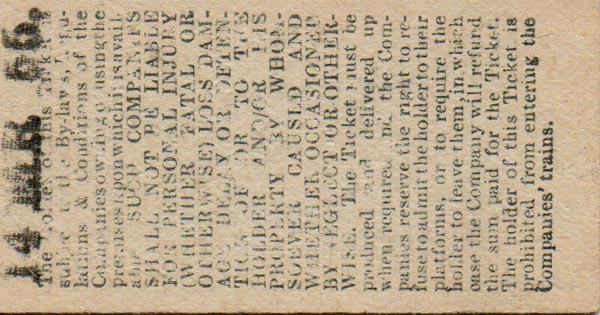 14 MR 66
The holder of this Ticket is
subject to the Bylaws, Regu-
lations & Conditions of the
Companies owning or using the
premises upon which it is avail-
able SUCH COMPANIES
SHALL NOT BE LIABLE
FOR PERSONAL INJURY
(WHETHER FATAL OR
OTHERWISE) LOSS DAM-
AGE DELAY OR DETEN-
TION OF OR TO THE
HOLDER AND/OR HIS
PROPERTY BY WHOM-
SOEVER CAUSED AND
WHETHER OCCASIONED
BY NEGLECT OR OTHER-
WISE. The Ticket must be
produced and delivered up
when required and the Com-
panies reserve the right to re-
fuse to admit the holder to their
platforms, or to require the
holder to leave them, in which
case the Company will refund
the sum paid for the Ticket.
The holder of this Ticket is
prohibited from entering the
Companies' trains.